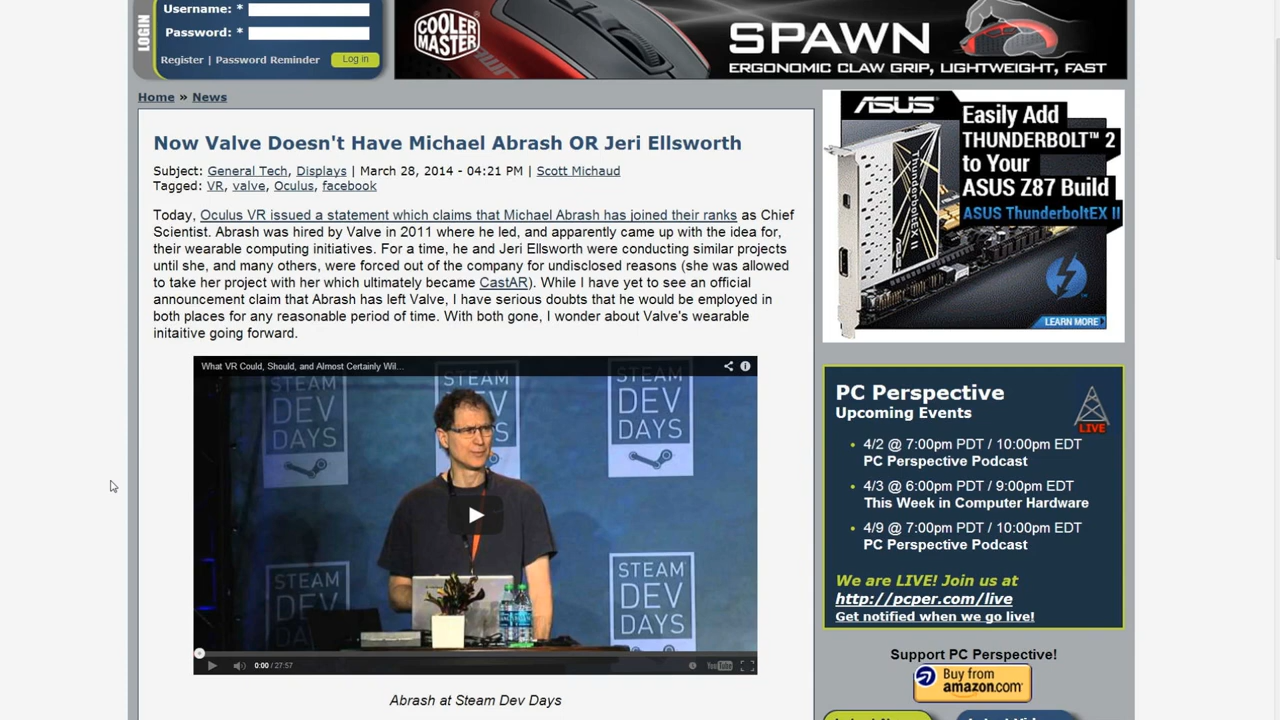 LOGIN
Username: *
Password: *
Register | Password Reminder
Log in
COOLER MASTER
SPAWN
ERGONOMIC CLAW GRIP, LIGHTWEIGHT, FAST
Home » News
Now Valve Doesn't Have Michael Abrash OR Jeri Ellsworth
Subject: General Tech, Displays | March 28, 2014 - 04:21 PM | Scott Michaud
Tagged: VR, valve, Oculus, facebook
Today, Oculus VR issued a statement which claims that Michael Abrash has joined their ranks as Chief
Scientist. Abrash was hired by Valve in 2011 where he led, and apparently came up with the idea for,
their wearable computing initiatives. For a time, he and Jeri Ellsworth were conducting similar projects
until she, and many others, were forced out of the company for undisclosed reasons (she was allowed
to take her project with her which ultimately became CastAR). While I have yet to see an official
announcement claim that Abrash has left Valve, I have serious doubts that he would be employed in
both places for any reasonable period of time. With both gone, I wonder about Valve's wearable
initaitive going forward.
What VR Could, Should, and Almost Certainly Wil...
STEAM
DEV
DAYS
STEAM
DEV
DAYS
STEAM
DEV
DAYS
STEAM
DEV
DAYS
STEAM
DEV
0:00 / 27:57
YouTube
Abrash at Steam Dev Days
ASUS
Easily Add
THUNDERBOLT™ 2
to Your
ASUS Z87 Build
ASUS ThunderboltEX II
ThunderboltEX II
LEARN MORE
PC Perspective
Upcoming Events
LIVE
4/2 @ 7:00pm PDT / 10:00pm EDT
PC Perspective Podcast
4/3 @ 6:00pm PDT / 9:00pm EDT
This Week in Computer Hardware
4/9 @ 7:00pm PDT / 10:00pm EDT
PC Perspective Podcast
We are LIVE! Join us at
http://pcper.com/live
Get notified when we go live!
Support PC Perspective!
Buy from
amazon.com